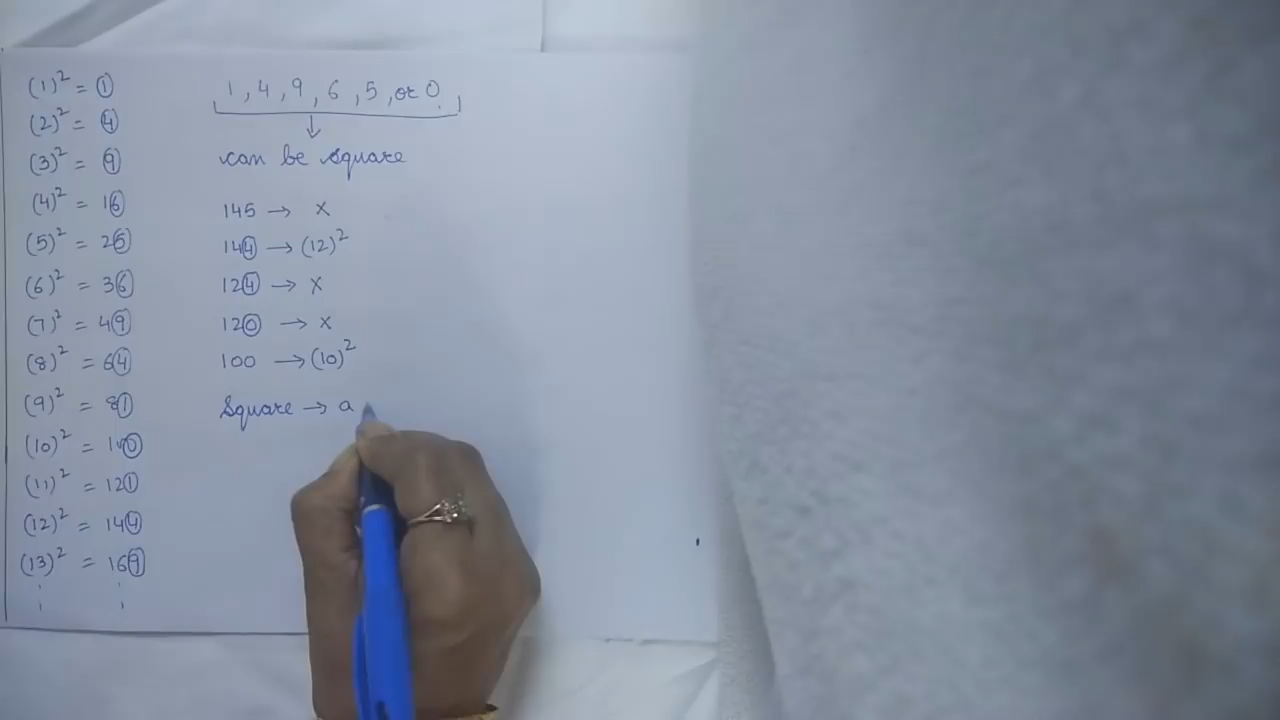 (1)² = 1
(2)² = 4
(3)² = 9
(4)² = 16
(5)² = 25
(6)² = 36
(7)² = 49
(8)² = 64
(9)² = 81
(10)² = 100
(11)² = 121
(12)² = 144
(13)² = 169
1, 4, 9, 6, 5, or 0
↓
can be square
145 → x
144 → (12)²
124 → x
120 → x
100 → (10)²
Square → a